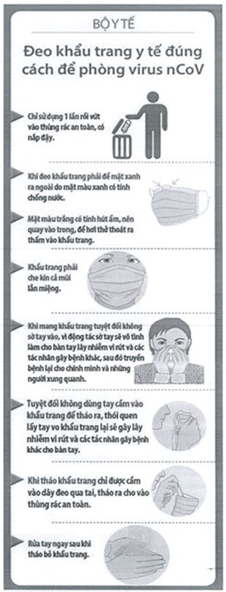 BỘ Y TẾ
Đeo khẩu trang y tế đúng
cách để phòng virus nCoV
Chỉ sử dụng 1 lần rồi vứt
vào thùng rác an toàn, có
nắp đậy.
Khi đeo khẩu trang phải để mặt xanh
ra ngoài do mặt màu xanh có tính
chống nước.
Mặt màu trắng có tính hút ẩm, nên
quay vào trong, để hơi thở thoát ra
thấm vào khẩu trang.
Khẩu trang phải
che kín cả mũi
lẫn miệng.
Khi mang khẩu trang tuyệt đối không
sờ tay vào, vì động tác sờ tay sẽ vô tình
làm cho bàn tay lây nhiễm vi rút và các
tác nhân gây bệnh khác, sau đó truyền
bệnh lại cho chính mình và những
người xung quanh.
Tuyệt đối không dùng tay cầm vào
khẩu trang để tháo ra, thói quen
lấy tay vo khẩu trang lại sẽ gây lây
nhiễm vi rút và các tác nhân gây bệnh
khác cho bàn tay.
Khi tháo khẩu trang chỉ được cầm
vào dây đeo qua tai, tháo ra cho vào
thùng rác an toàn.
Rửa tay ngay sau khi
tháo bỏ khẩu trang.